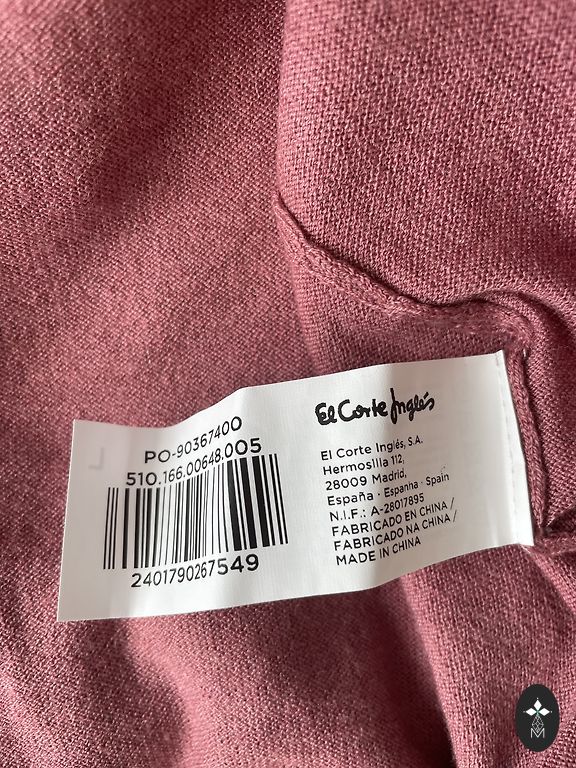 PO-90367400
510.166.00648.005
2401790267549
El Corte Inglés
El Corte Inglés, S.A.
Hermosilla 112,
28009 Madrid,
España · Espanha · Spain
N.I.F.: A-28017895
FABRICADO EN CHINA /
FABRICADO NA CHINA /
MADE IN CHINA
M